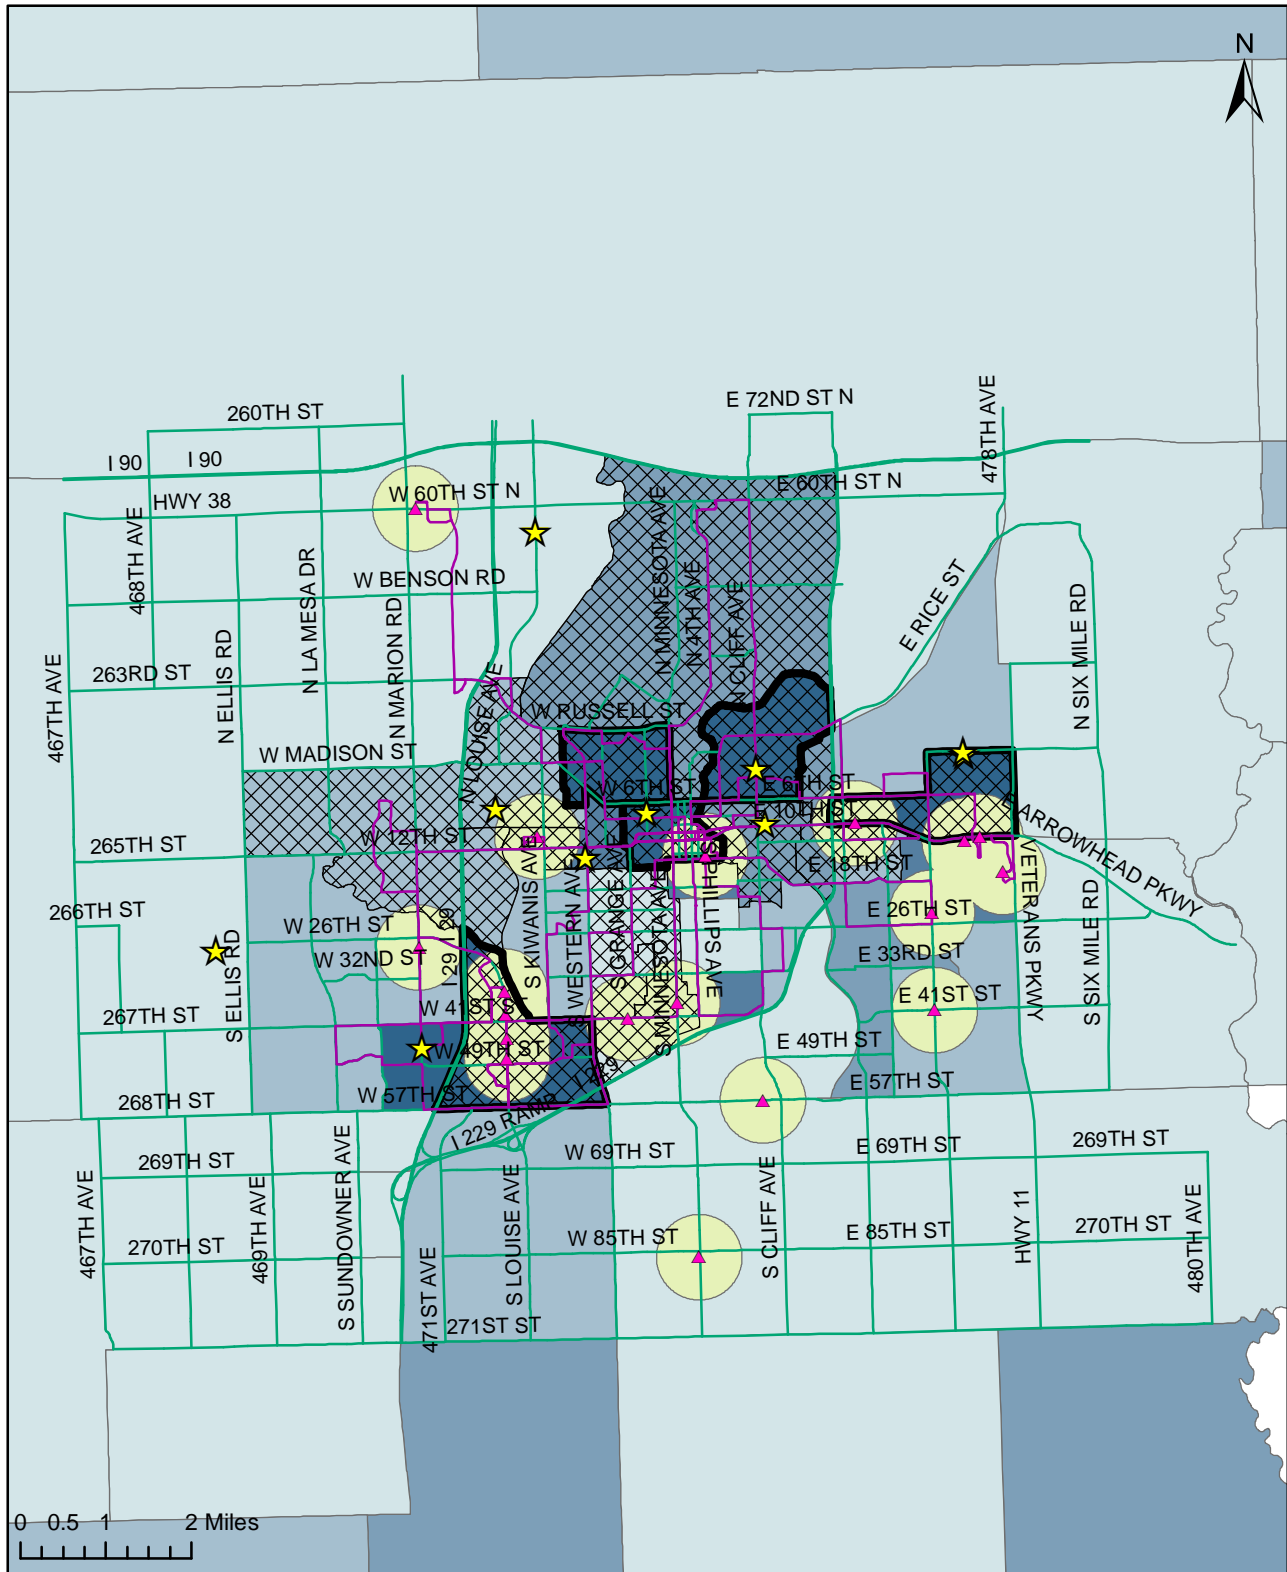 N
E 72ND ST N
260TH ST
478TH AVE
I 90
I 90
W 60TH ST N
E 60TH ST N
HWY 38
468TH AVE
N MINNESOTA AVE
W BENSON RD
N LA MESA DR
N 4TH AVE
N CLIFF AVE
E RICE ST
N MARION RD
N SIX MILE RD
263RD ST
N ELLIS RD
467TH AVE
N LOUISE AVE
W RUSSELL ST
W MADISON ST
W 6TH ST
E 6TH ST
E 10TH ST
E ARROWHEAD PKWY
W 12TH ST
265TH ST
E 18TH ST
S KIWANIS AVE
S WESTERN AVE
S GRANGE AVE
S MINNESOTA AVE
S PHILLIPS AVE
VETERANS PKWY
S SIX MILE RD
266TH ST
W 26TH ST
E 26TH ST
I 29
I 29
W 32ND ST
E 33RD ST
S ELLIS RD
W 41ST ST
E 41ST ST
267TH ST
W 49TH ST
E 49TH ST
I 229
W 57TH ST
E 57TH ST
268TH ST
I 229 RAMP
W 69TH ST
E 69TH ST
269TH ST
269TH ST
467TH AVE
469TH AVE
S SUNDOWNER AVE
S LOUISE AVE
S CLIFF AVE
HWY 11
480TH AVE
270TH ST
W 85TH ST
E 85TH ST
270TH ST
471ST AVE
271ST ST
0 0.5 1 2 Miles